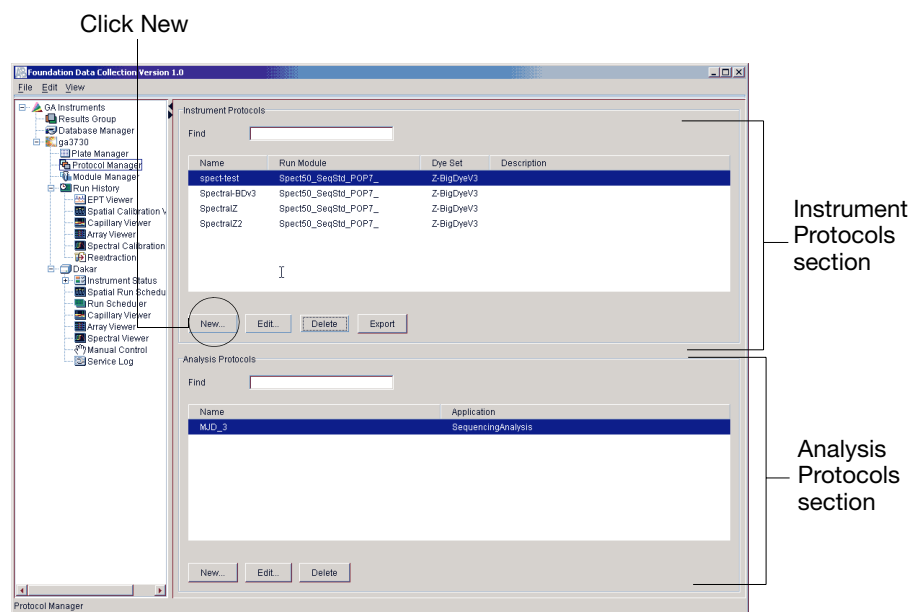 Click New
Foundation Data Collection Version 1.0
File Edit View
GA Instruments
Results Group
Database Manager
ga3730
Plate Manager
Protocol Manager
Module Manager
Run History
EPT Viewer
Spatial Calibration V
Capillary Viewer
Array Viewer
Spectral Calibration
Reextraction
Dakar
Instrument Status
Spatial Run Schedu
Run Scheduler
Capillary Viewer
Array Viewer
Spectral Viewer
Manual Control
Service Log
Instrument Protocols
Find
Name Run Module Dye Set Description
spect-test Spect50_SeqStd_POP7_ Z-BigDyeV3
Spectral-BDv3 Spect50_SeqStd_POP7_ Z-BigDyeV3
SpectralZ Spect50_SeqStd_POP7_ Z-BigDyeV3
SpectralZ2 Spect50_SeqStd_POP7_ Z-BigDyeV3
New... Edit... Delete Export
Analysis Protocols
Find
Name Application
MJD_3 SequencingAnalysis
New... Edit... Delete
Protocol Manager
Instrument
Protocols
section
Analysis
Protocols
section